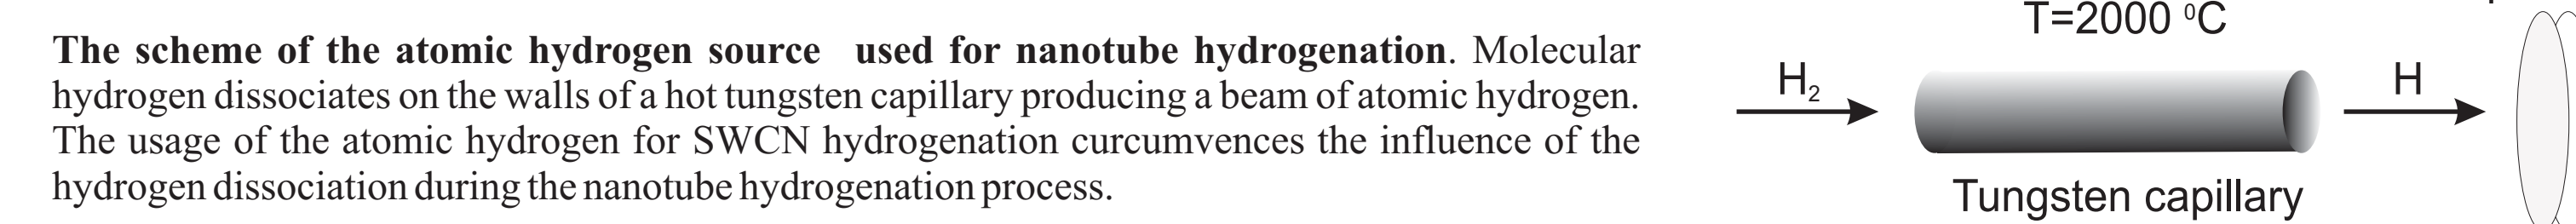 The scheme of the atomic hydrogen source used for nanotube hydrogenation. Molecular
hydrogen dissociates on the walls of a hot tungsten capillary producing a beam of atomic hydrogen.
The usage of the atomic hydrogen for SWCN hydrogenation curcumvences the influence of the
hydrogen dissociation during the nanotube hydrogenation process.
T=2000 ⁰C
H₂
H
Tungsten capillary